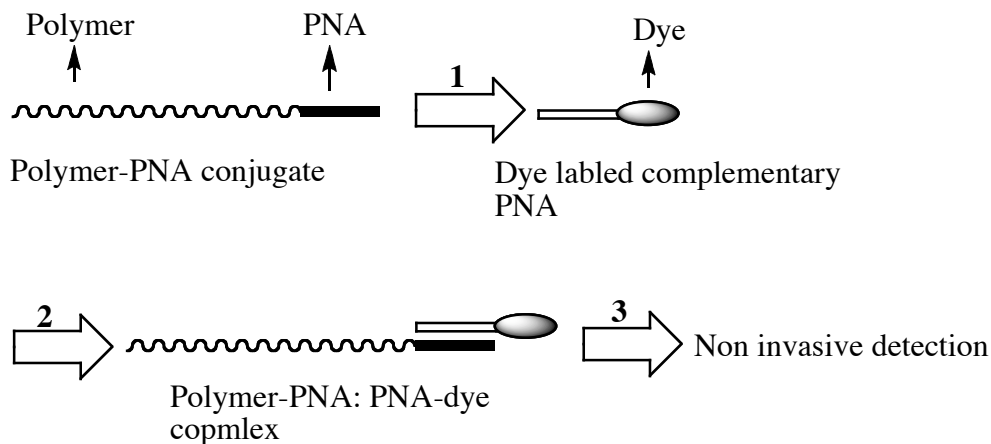 Polymer PNA Dye
1
Polymer-PNA conjugate
Dye labled complementary
PNA
2 3
Non invasive detection
Polymer-PNA: PNA-dye
copmlex